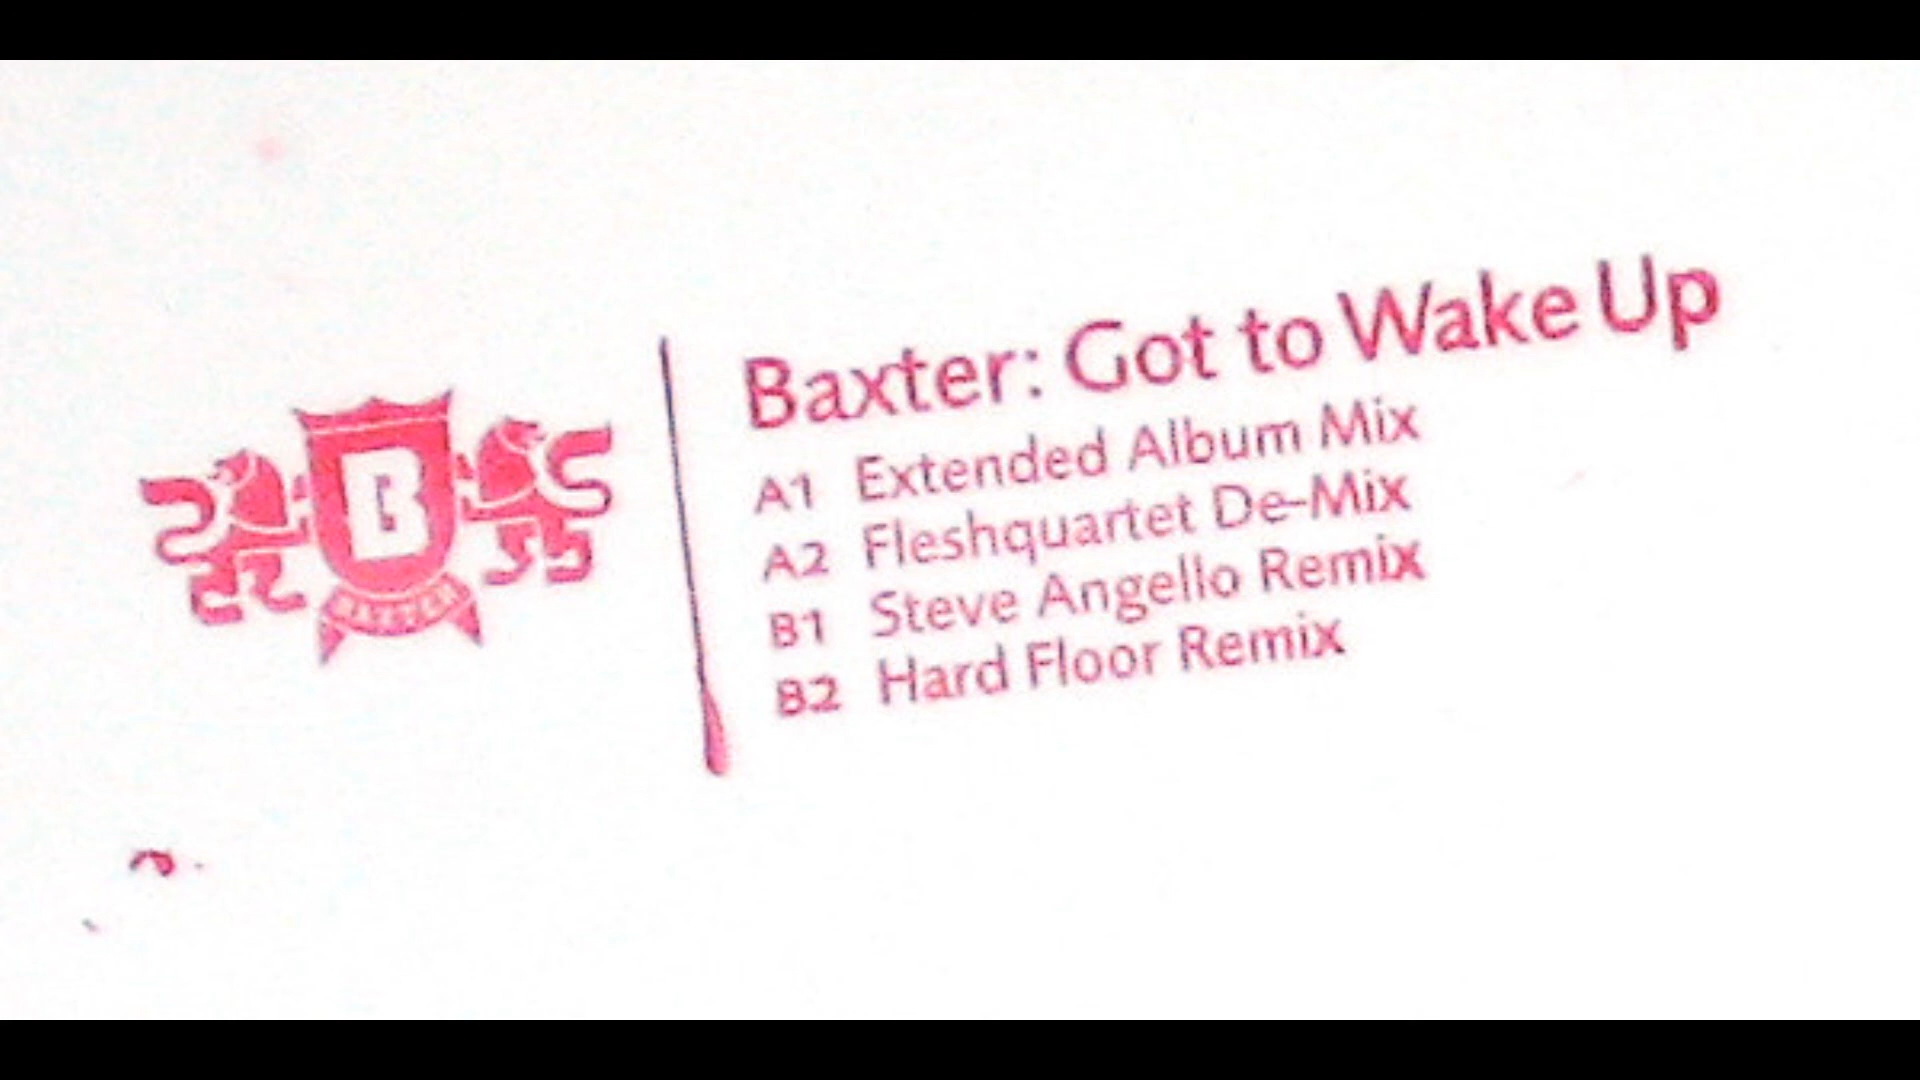 B
BAXTER
Baxter: Got to Wake Up
A1 Extended Album Mix
A2 Fleshquartet De-Mix
B1 Steve Angello Remix
B2 Hard Floor Remix